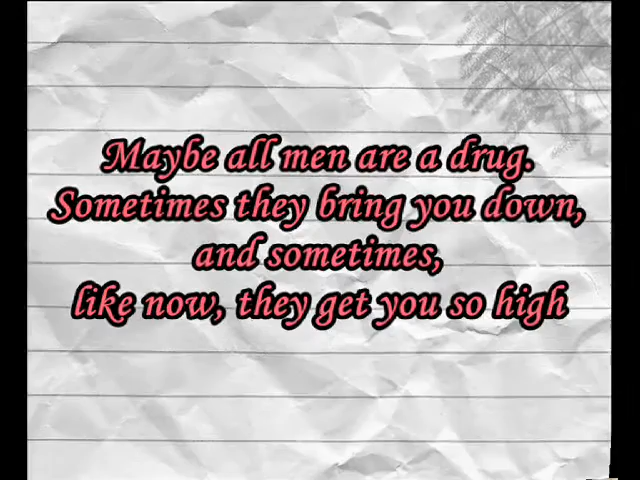 Maybe all men are a drug.
Sometimes they bring you down,
and sometimes,
like now, they get you so high